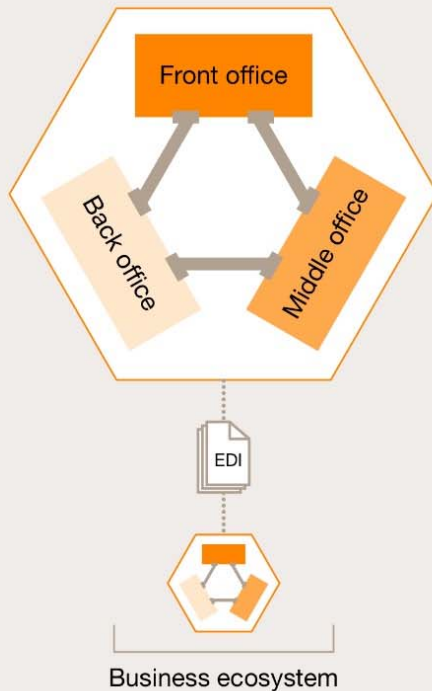 Front office
Back office
Middle office
EDI
Business ecosystem